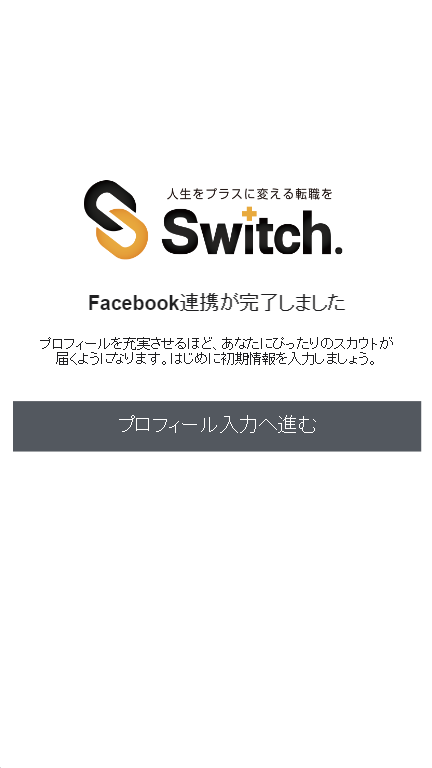 人生をプラスに変える転職を
Switch.
Facebook連携が完了しました
プロフィールを充実させるほど、あなたにぴったりのスカウトが
届くようになります。はじめに初期情報を入力しましょう。
プロフィール入力へ進む